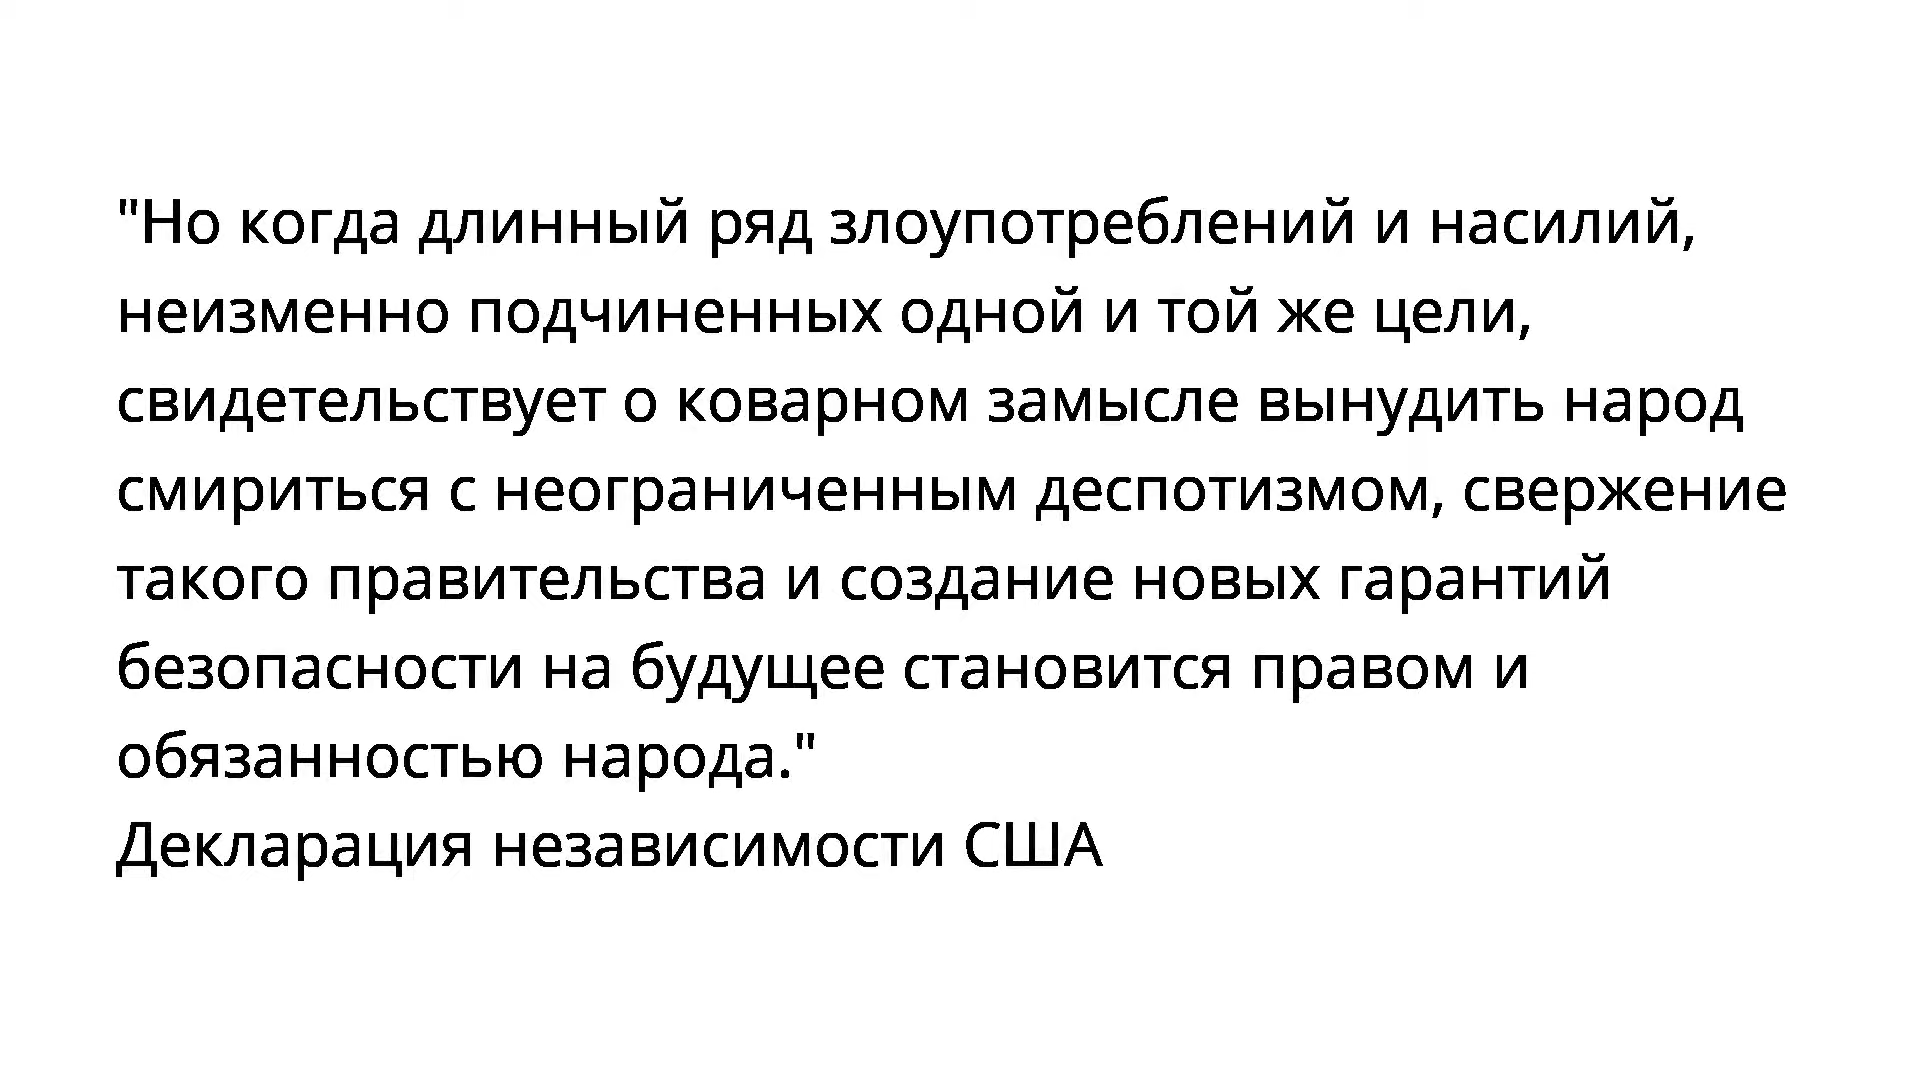 "Но когда длинный ряд злоупотреблений и насилий,
неизменно подчиненных одной и той же цели,
свидетельствует о коварном замысле вынудить народ
смириться с неограниченным деспотизмом, свержение
такого правительства и создание новых гарантий
безопасности на будущее становится правом и
обязанностью народа."
Декларация независимости США